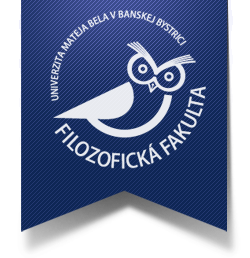 UNIVERZITA MATEJA BELA V BANSKEJ BYSTRICI
FILOZOFICKÁ FAKULTA